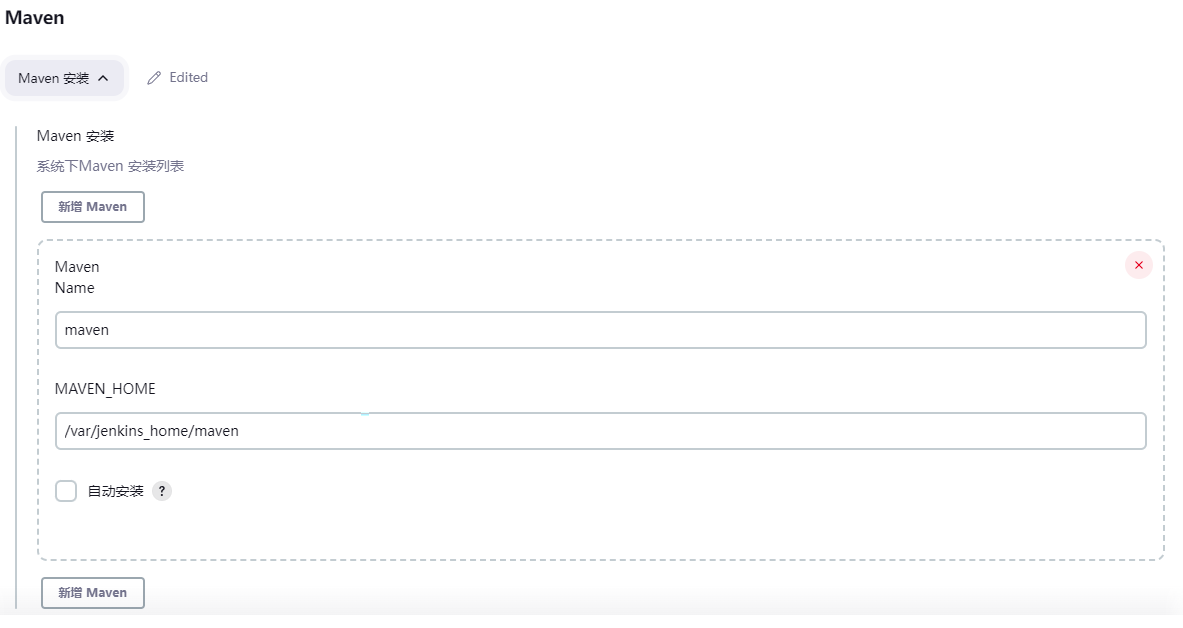 Maven
Maven 安装
Edited
Maven 安装
系统下Maven 安装列表
新增 Maven
Maven
Name
maven
MAVEN_HOME
/var/jenkins_home/maven
自动安装 ?
新增 Maven